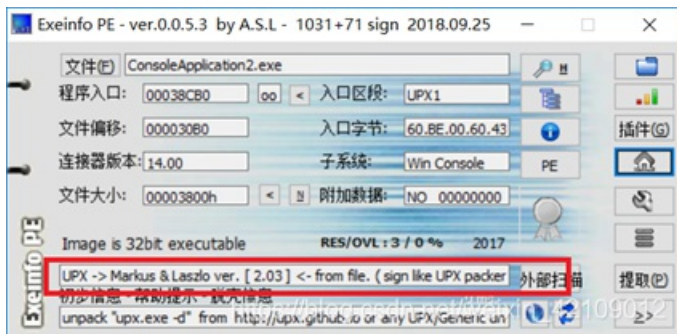 Exeinfo PE - ver.0.0.5.3 by A.S.L - 1031+71 sign 2018.09.25
文件(F) ConsoleApplication2.exe H
程序入口: 00038CB0 oo < 入口区段: UPX1
文件偏移: 000030B0 入口字节: 60.BE.00.60.43 插件(G)
连接器版本: 14.00 子系统: Win Console PE
文件大小: 00003800h < N 附加数据: NO 00000000
Image is 32bit executable RES/OVL : 3 / 0 % 2017
Exeinfo PE
UPX -> Markus & Laszlo ver. [ 2.03 ] <- from file. ( sign like UPX packer 外部扫描 提取(P)
初步信息 - 帮助提示 - 脱壳信息
unpack "upx.exe -d" from http://upx.github.io or any UPX/Generic un >>